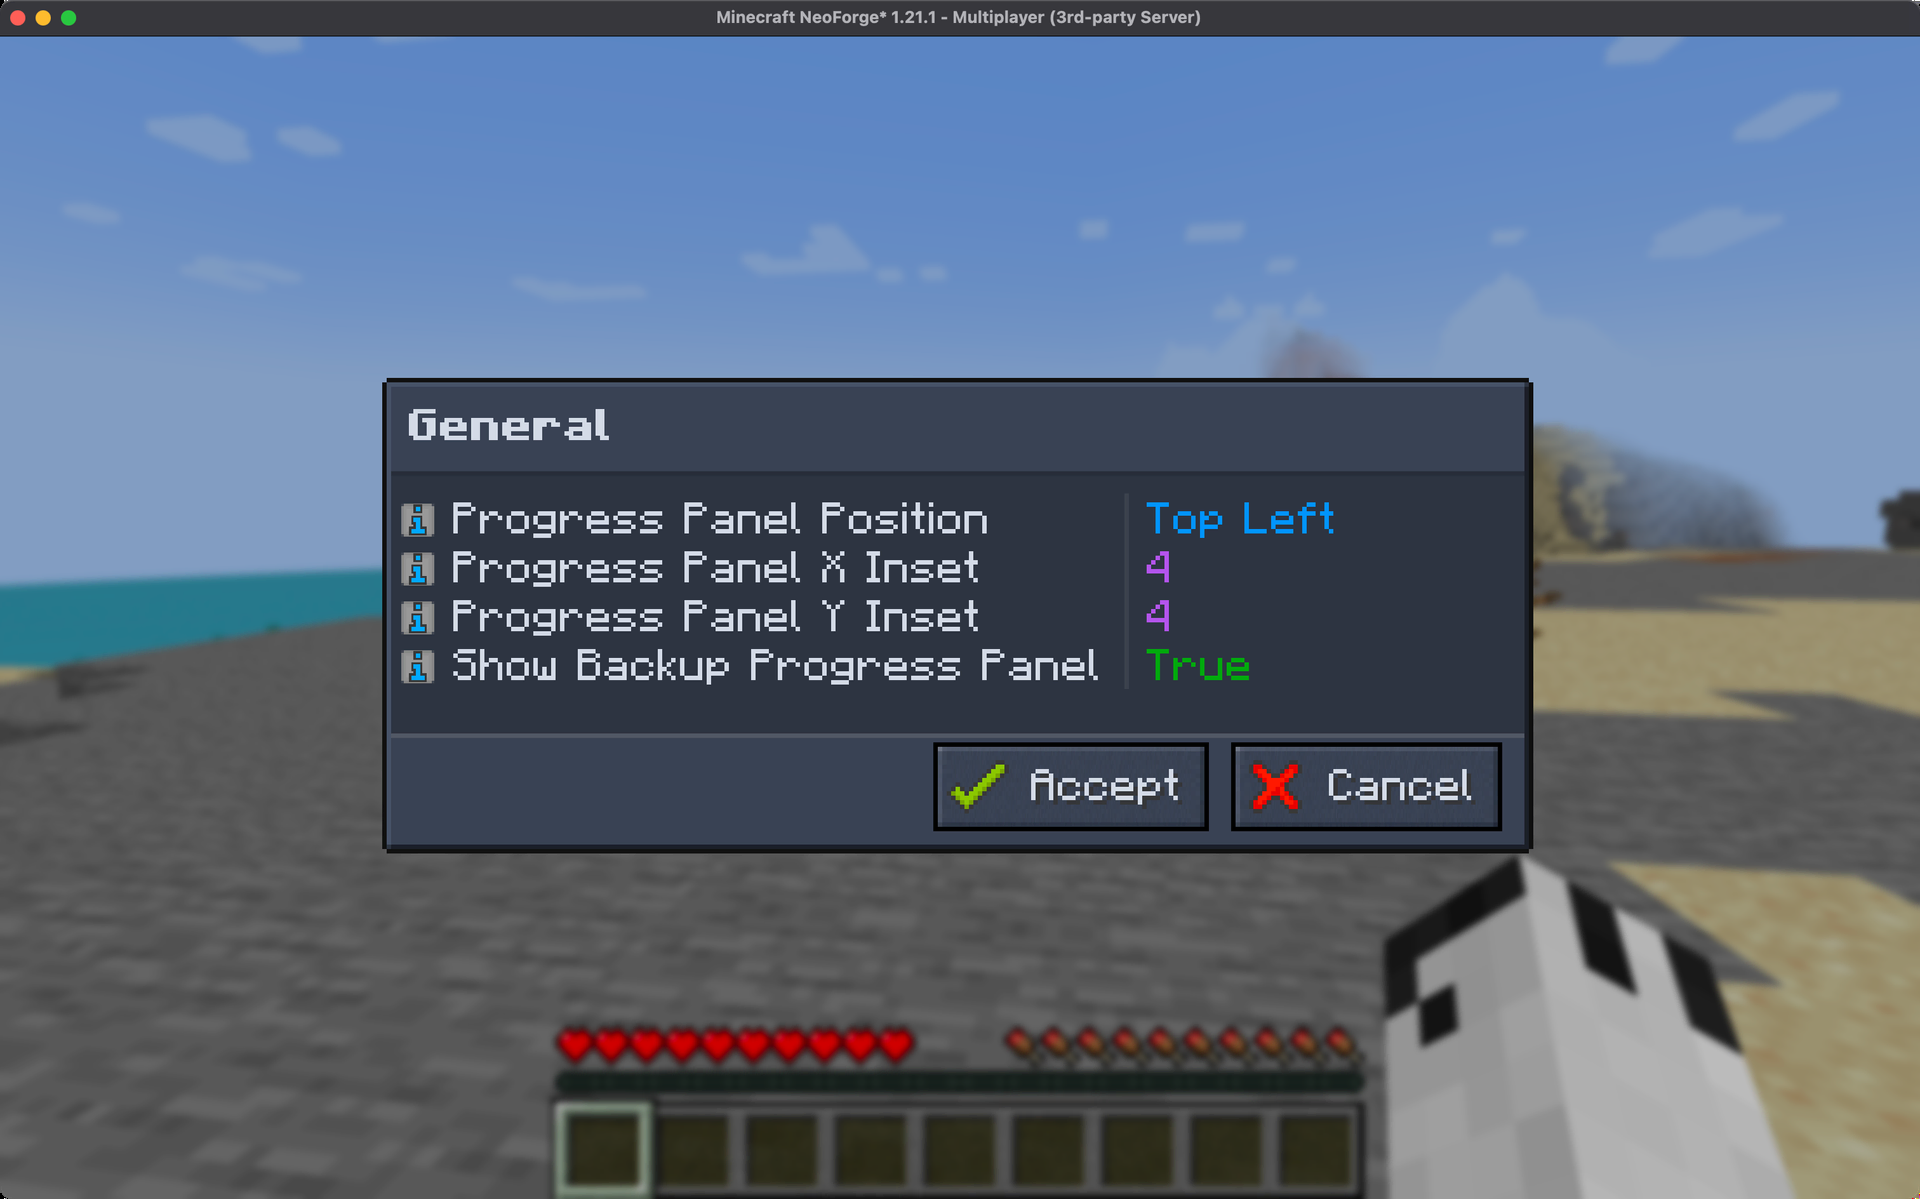 Minecraft NeoForge* 1.21.1 - Multiplayer (3rd-party Server)
General
Progress Panel Position Top Left
Progress Panel X Inset 4
Progress Panel Y Inset 4
Show Backup Progress Panel True
Accept Cancel